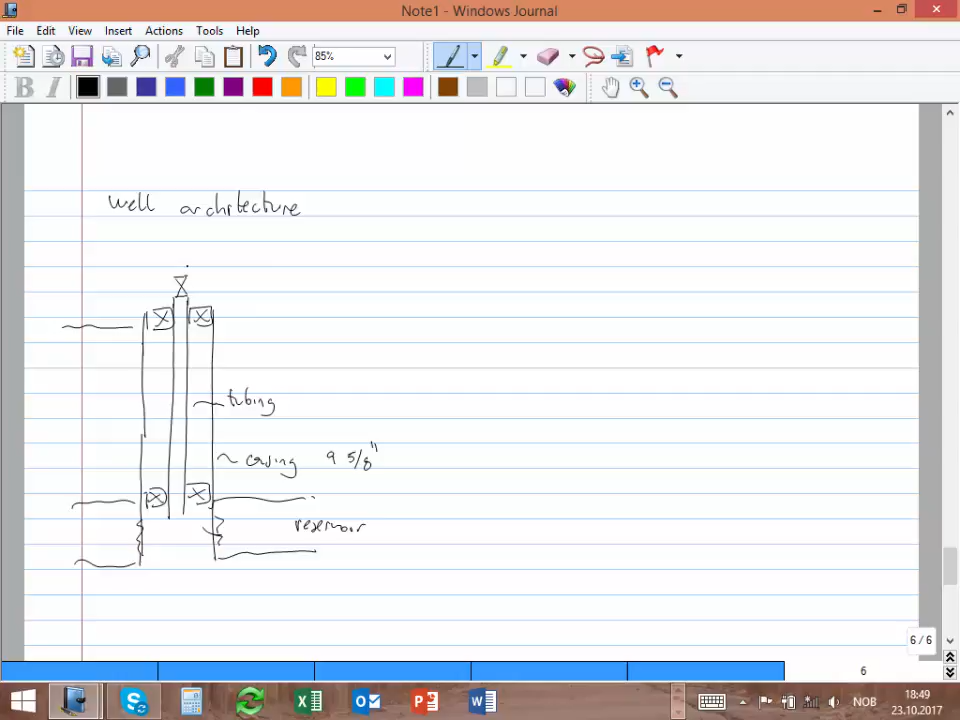 Note1 - Windows Journal
File Edit View Insert Actions Tools Help
85%
B I
well architecture
tubing
casing 9 5/8"
reservoir
6 / 6
6
NOB
18:49
23.10.2017